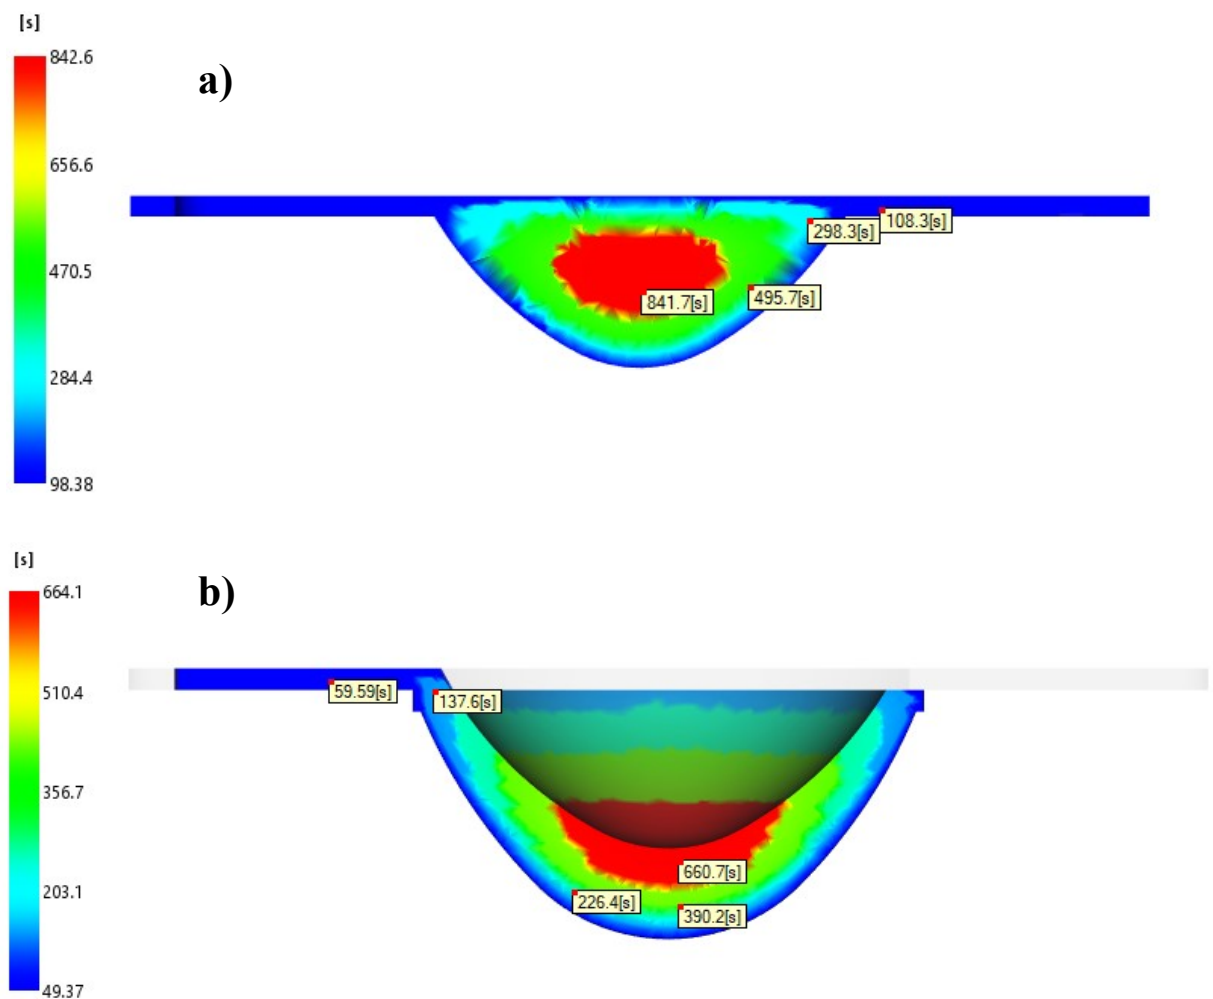 [s]
842.6
a)
656.6
108.3[s]
298.3[s]
470.5
841.7[s]
495.7[s]
284.4
98.38
[s]
664.1
b)
510.4
59.59[s]
137.6[s]
356.7
660.7[s]
203.1
226.4[s]
390.2[s]
49.37